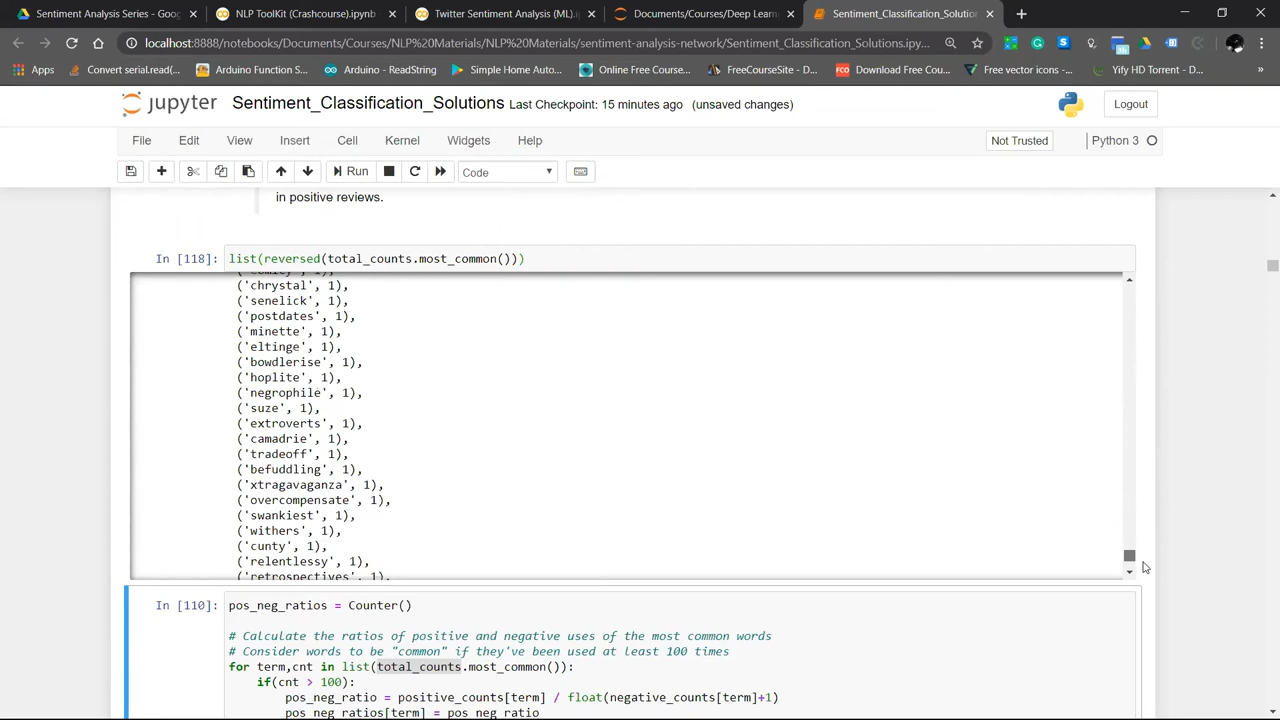 Sentiment Analysis Series - Goog
NLP ToolKit (Crashcourse).ipynb
Twitter Sentiment Analysis (ML).i
Documents/Courses/Deep Learn
Sentiment_Classification_Solution
localhost:8888/notebooks/Documents/Courses/NLP%20Materials/NLP%20Materials/sentiment-analysis-network/Sentiment_Classification_Solutions.ipy...
Apps
Convert serial.read(...
Arduino Function S...
Arduino - ReadString
Simple Home Auto...
Online Free Course...
FreeCourseSite - D...
FCO
Download Free Cou...
Free vector icons -...
Yify HD Torrent - D...
jupyter Sentiment_Classification_Solutions Last Checkpoint: 15 minutes ago (unsaved changes)
Logout
File Edit View Insert Cell Kernel Widgets Help
Not Trusted
Python 3
Run
Code
in positive reviews.
In [118]: list(reversed(total_counts.most_common()))
('chrystal', 1),
('senelick', 1),
('postdates', 1),
('minette', 1),
('eltinge', 1),
('bowdlerise', 1),
('hoplite', 1),
('negrophile', 1),
('suze', 1),
('extroverts', 1),
('camadrie', 1),
('tradeoff', 1),
('befuddling', 1),
('xtragavaganza', 1),
('overcompensate', 1),
('swankiest', 1),
('withers', 1),
('cunty', 1),
('relentlessy', 1),
('retrospectives', 1),
In [110]: pos_neg_ratios = Counter()
# Calculate the ratios of positive and negative uses of the most common words
# Consider words to be "common" if they've been used at least 100 times
for term,cnt in list(total_counts.most_common()):
if(cnt > 100):
pos_neg_ratio = positive_counts[term] / float(negative_counts[term]+1)
pos_neg_ratios[term] = pos_neg_ratio